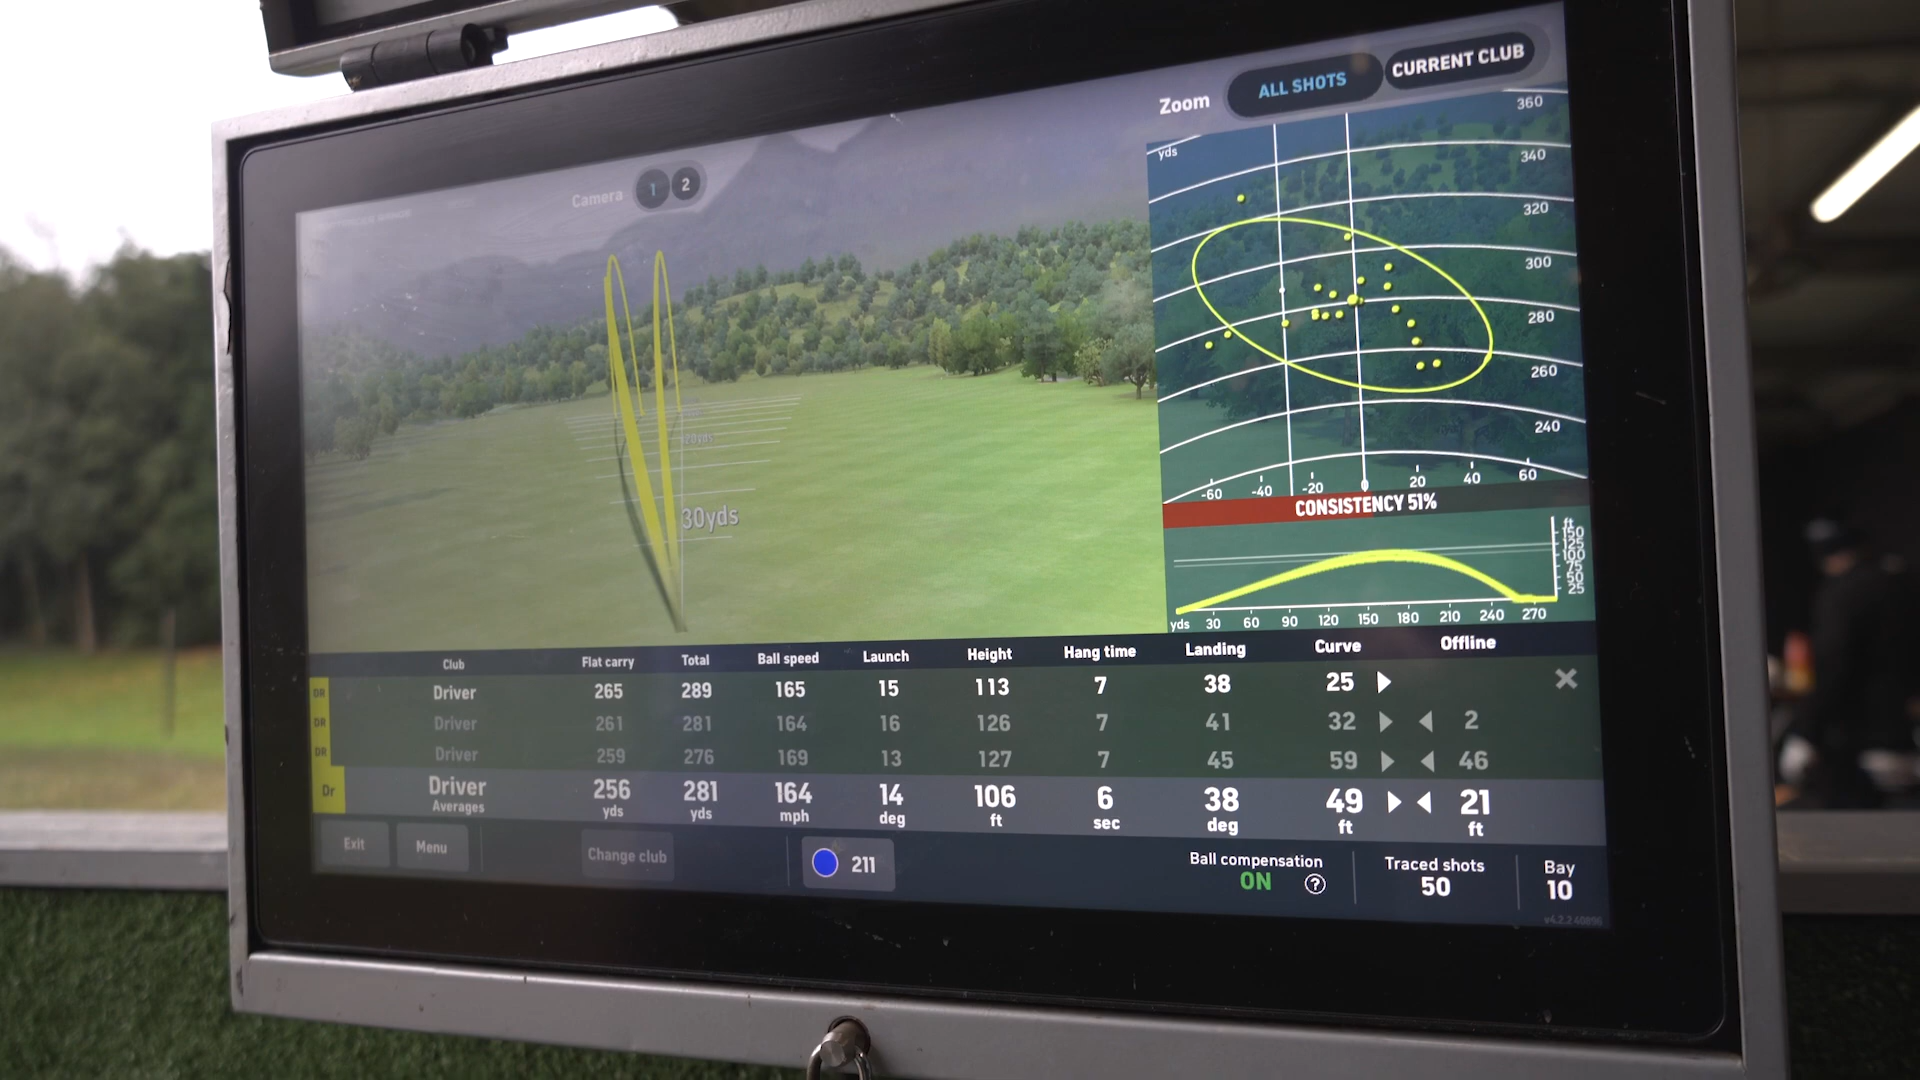 Zoom ALL SHOTS CURRENT CLUB
Camera 1 2
yds
360
340
320
300
280
260
240
-60 -40 -20 0 20 40 60
CONSISTENCY 51%
ft
150
125
100
75
50
25
yds 30 60 90 120 150 180 210 240 270
30yds
Club Flat carry Total Ball speed Launch Height Hang time Landing Curve Offline
DR Driver 265 289 165 15 113 7 38 25
DR Driver 261 281 164 16 126 7 41 32 2
DR Driver 259 276 169 13 127 7 45 59 46
Dr Driver 256 281 164 14 106 6 38 49 21
Averages yds yds mph deg ft sec deg ft ft
Exit Menu Change club 211
Ball compensation Traced shots Bay
ON ? 50 10